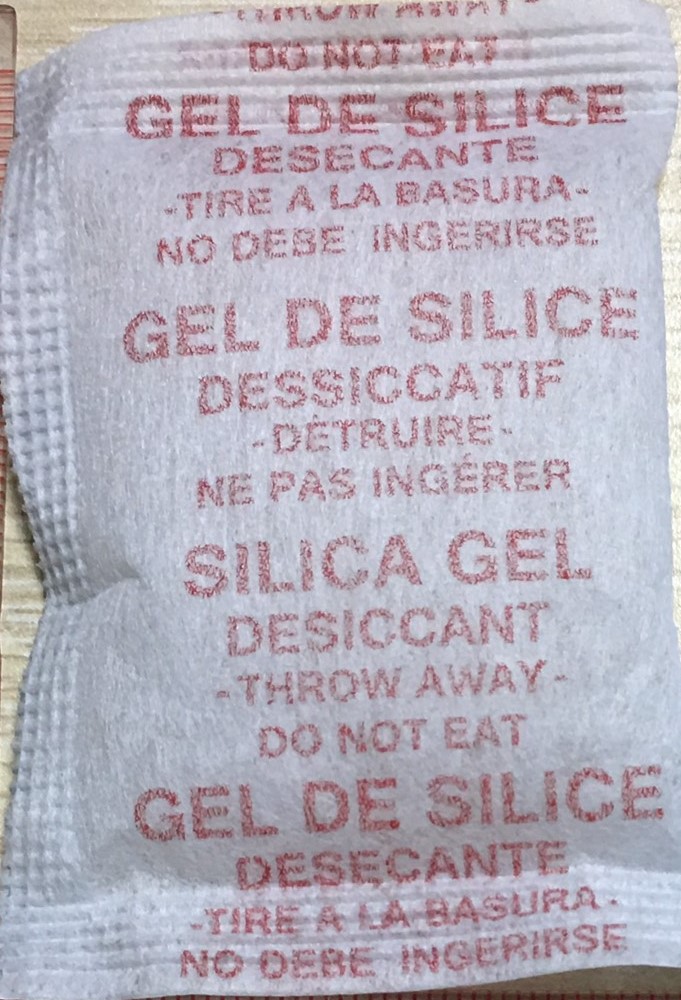 -THROW AWAY-
DO NOT EAT
GEL DE SILICE
DESECANTE
-TIRE A LA BASURA-
NO DEBE INGERIRSE
GEL DE SILICE
DESSICCATIF
-DÉTRUIRE-
NE PAS INGÉRER
SILICA GEL
DESICCANT
-THROW AWAY-
DO NOT EAT
GEL DE SILICE
DESECANTE
-TIRE A LA BASURA-
NO DEBE INGERIRSE